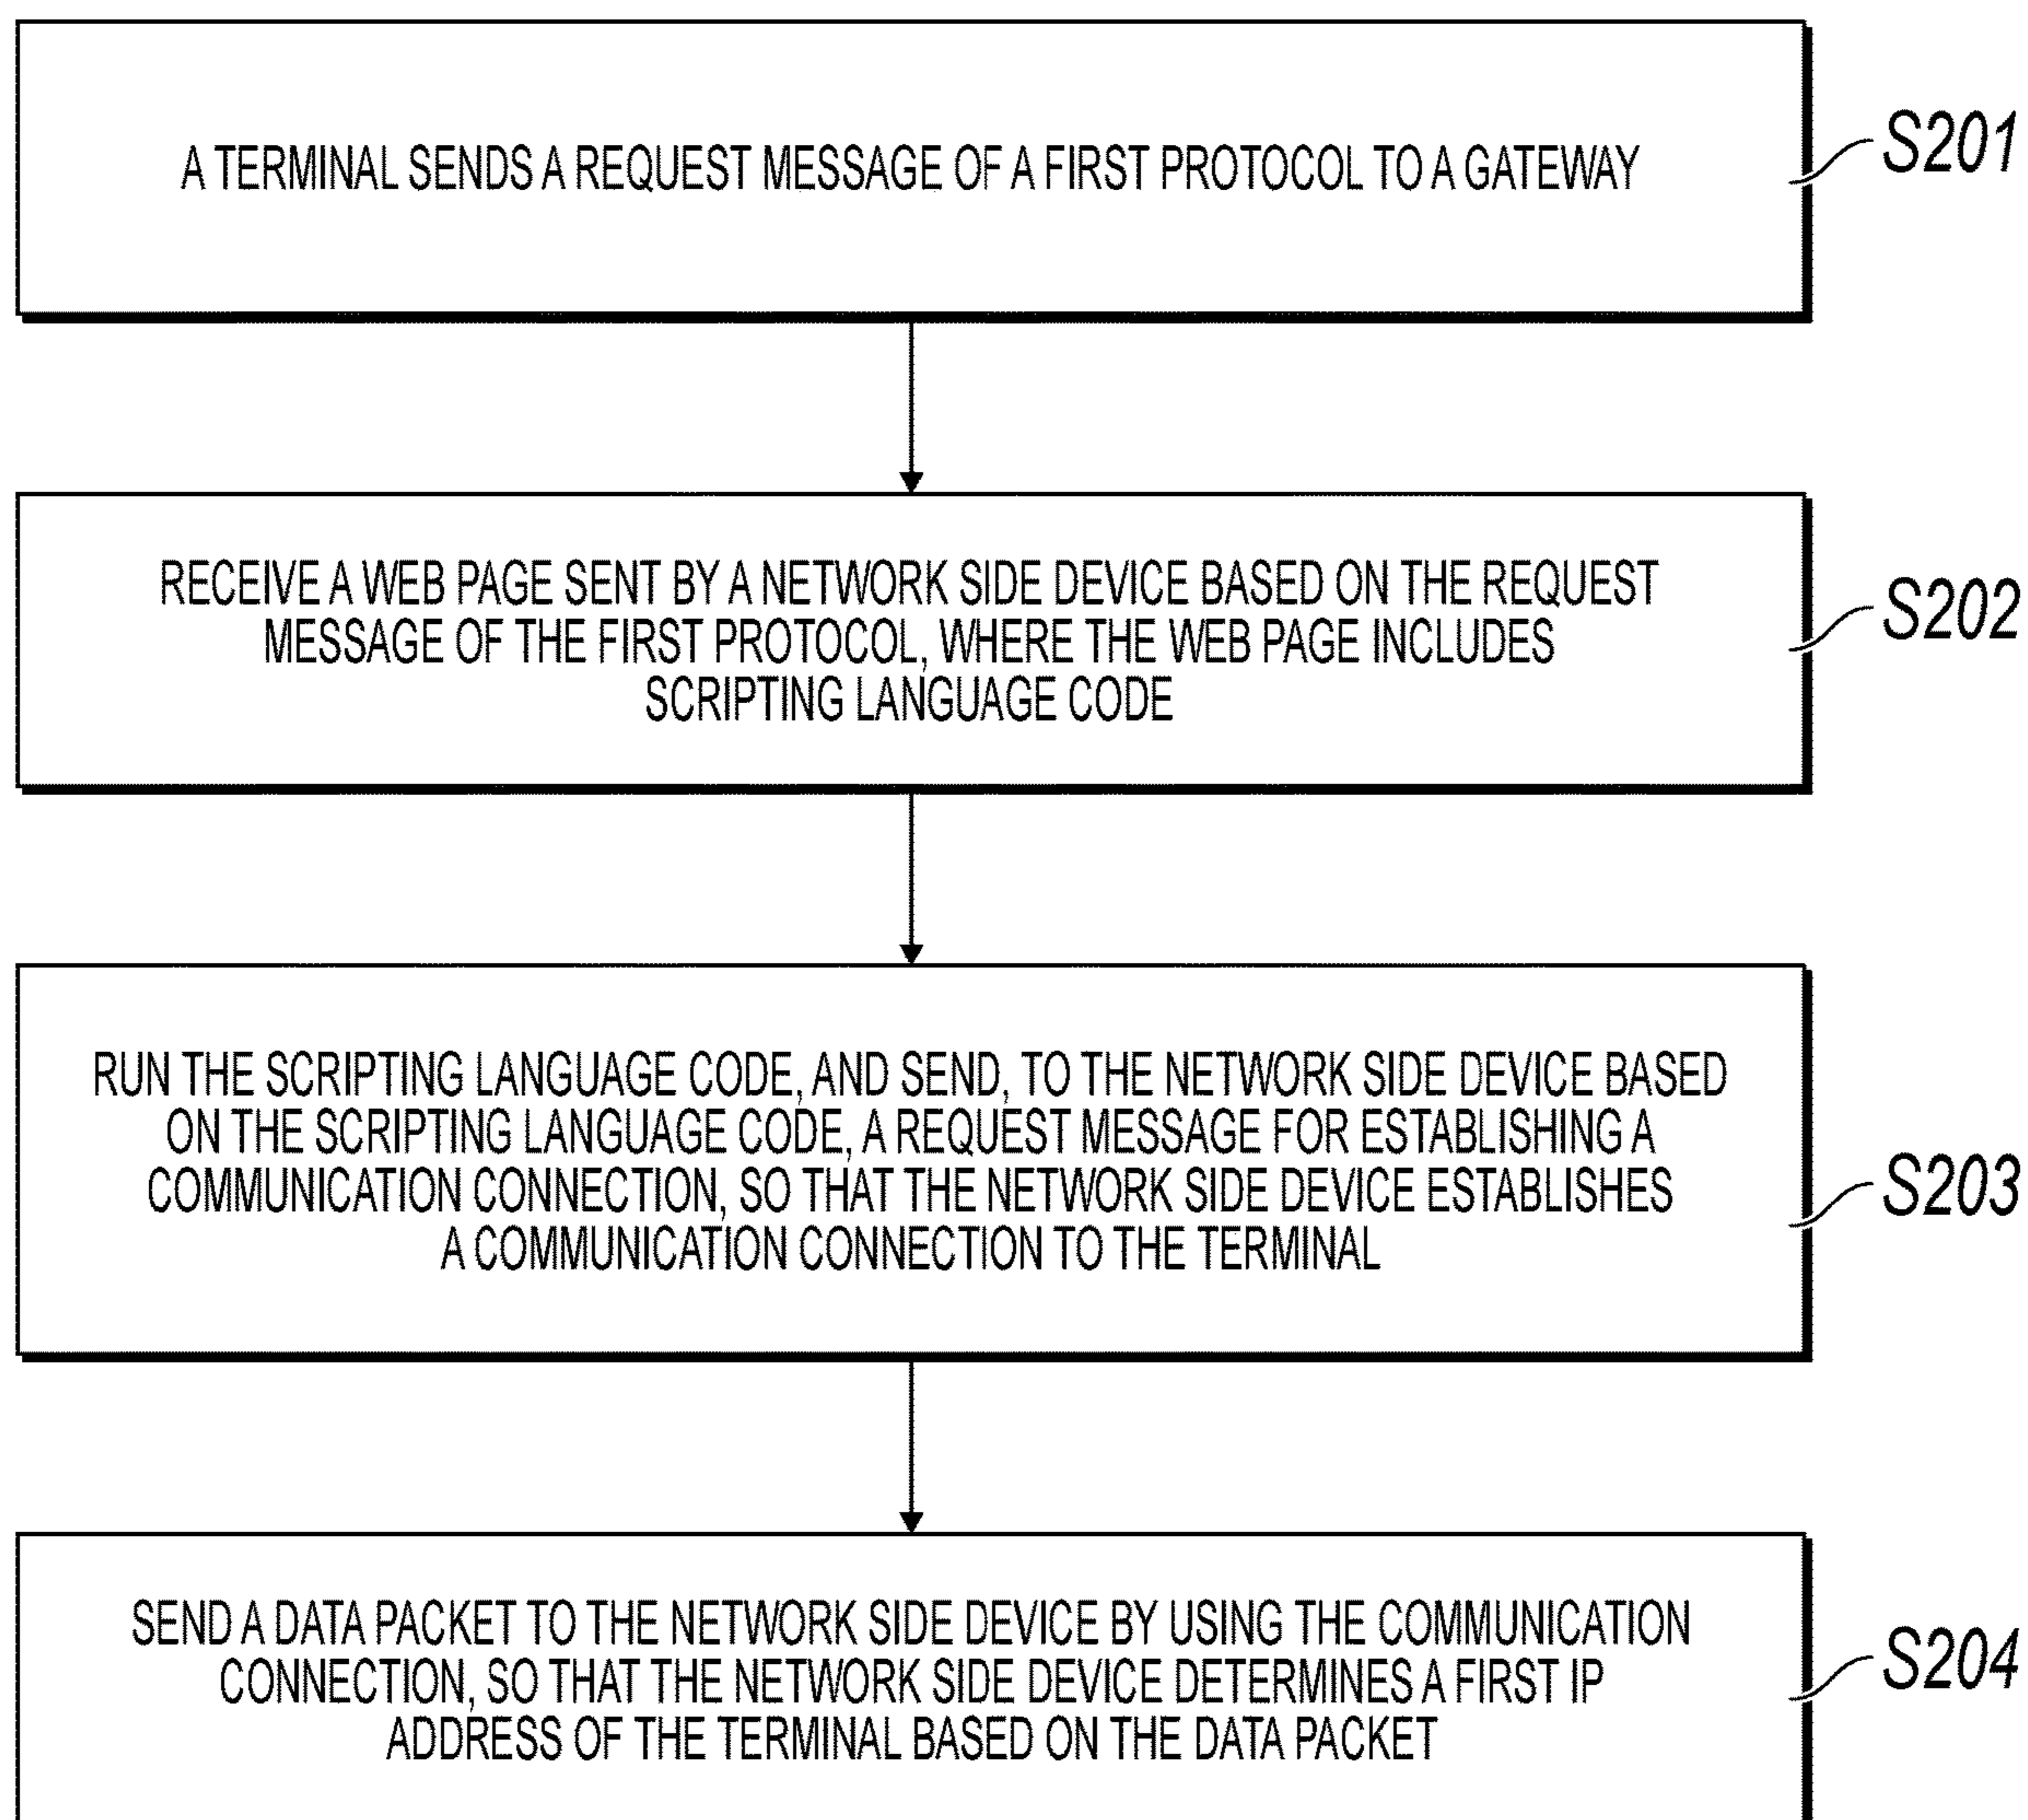 A TERMINAL SENDS A REQUEST MESSAGE OF A FIRST PROTOCOL TO A GATEWAY
S201
RECEIVE A WEB PAGE SENT BY A NETWORK SIDE DEVICE BASED ON THE REQUEST
MESSAGE OF THE FIRST PROTOCOL, WHERE THE WEB PAGE INCLUDES
SCRIPTING LANGUAGE CODE
S202
RUN THE SCRIPTING LANGUAGE CODE, AND SEND, TO THE NETWORK SIDE DEVICE BASED
ON THE SCRIPTING LANGUAGE CODE, A REQUEST MESSAGE FOR ESTABLISHING A
COMMUNICATION CONNECTION, SO THAT THE NETWORK SIDE DEVICE ESTABLISHES
A COMMUNICATION CONNECTION TO THE TERMINAL
S203
SEND A DATA PACKET TO THE NETWORK SIDE DEVICE BY USING THE COMMUNICATION
CONNECTION, SO THAT THE NETWORK SIDE DEVICE DETERMINES A FIRST IP
ADDRESS OF THE TERMINAL BASED ON THE DATA PACKET
S204